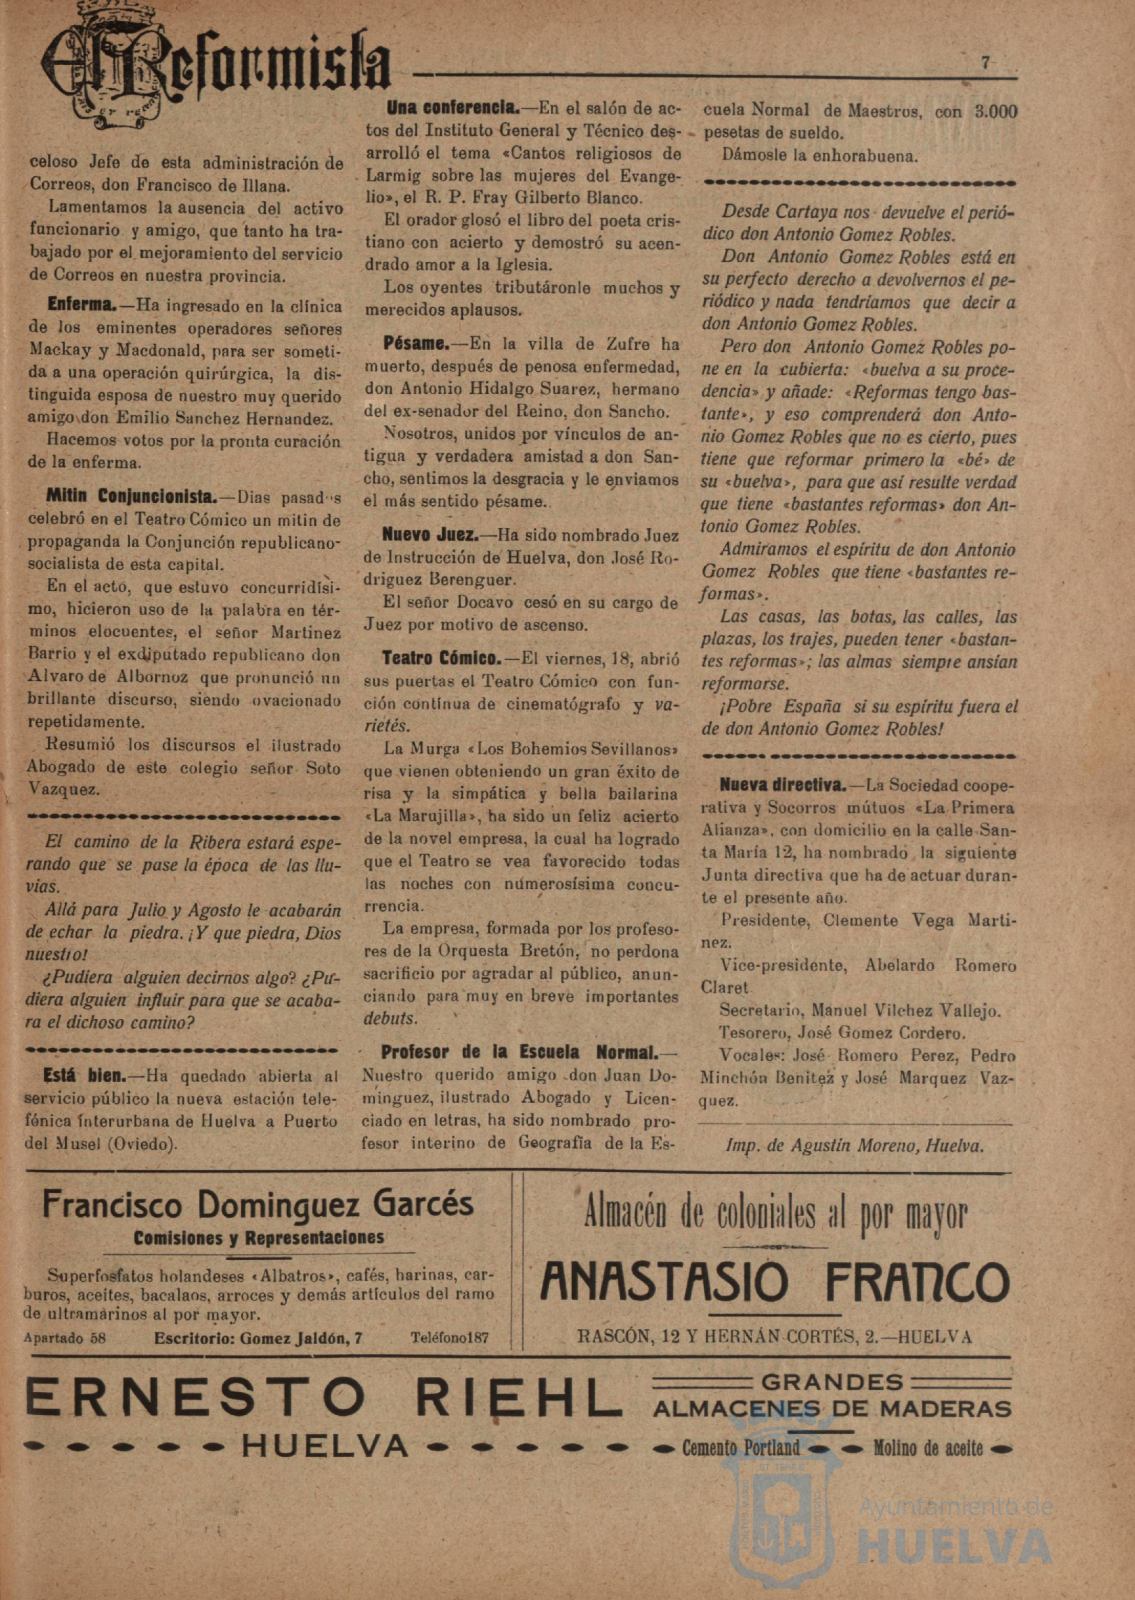 El Reformista
7
celoso Jefe de esta administración de
Correos, don Francisco de Illana.
Lamentamos la ausencia del activo
funcionario y amigo, que tanto ha tra-
bajado por el mejoramiento del servicio
de Correos en nuestra provincia.
Enferma.—Ha ingresado en la clínica
de los eminentes operadores señores
Mackay y Macdonald, para ser someti-
da a una operación quirúrgica, la dis-
tinguida esposa de nuestro muy querido
amigo don Emilio Sanchez Hernandez.
Hacemos votos por la pronta curación
de la enferma.
Mitin Conjuncionista.—Dias pasados
celebró en el Teatro Cómico un mitin de
propaganda la Conjunción republicano-
socialista de esta capital.
En el acto, que estuvo concurridísi-
mo, hicieron uso de la palabra en tér-
minos elocuentes, el señor Martinez
Barrio y el exdiputado republicano don
Alvaro de Albornoz que pronunció un
brillante discurso, siendo ovacionado
repetidamente.
Resumió los discursos el ilustrado
Abogado de este colegio señor Soto
Vazquez.
El camino de la Ribera estará espe-
rando que se pase la época de las llu-
vias.
Allá para Julio y Agosto le acabarán
de echar la piedra. ¡Y que piedra, Dios
nuestro!
¿Pudiera alguien decirnos algo? ¿Pu-
diera alguien influir para que se acaba-
ra el dichoso camino?
Está bien.—Ha quedado abierta al
servicio público la nueva estación tele-
fónica interurbana de Huelva a Puerto
del Musel (Oviedo).
Una conferencia.—En el salón de ac-
tos del Instituto General y Técnico des-
arrolló el tema «Cantos religiosos de
Larmig sobre las mujeres del Evange-
lio», el R. P. Fray Gilberto Blanco.
El orador glosó el libro del poeta cris-
tiano con acierto y demostró su acen-
drado amor a la Iglesia.
Los oyentes tributáronle muchos y
merecidos aplausos.
Pésame.—En la villa de Zufre ha
muerto, después de penosa enfermedad,
don Antonio Hidalgo Suarez, hermano
del ex-senador del Reino, don Sancho.
Nosotros, unidos por vínculos de an-
tigua y verdadera amistad a don San-
cho, sentimos la desgracia y le enviamos
el más sentido pésame.
Nuevo Juez.—Ha sido nombrado Juez
de Instrucción de Huelva, don José Ro-
driguez Berenguer.
El señor Docavo cesó en su cargo de
Juez por motivo de ascenso.
Teatro Cómico.—El viernes, 18, abrió
sus puertas el Teatro Cómico con fun-
ción contínua de cinematógrafo y va-
rietés.
La Murga «Los Bohemios Sevillanos»
que vienen obteniendo un gran éxito de
risa y la simpática y bella bailarina
«La Marujilla», ha sido un feliz acierto
de la novel empresa, la cual ha logrado
que el Teatro se vea favorecido todas
las noches con númerosísima concu-
rrencia.
La empresa, formada por los profeso-
res de la Orquesta Bretón, no perdona
sacrificio por agradar al público, anun-
ciando para muy en breve importantes
debuts.
Profesor de la Escuela Normal.—
Nuestro querido amigo don Juan Do-
minguez, ilustrado Abogado y Licen-
ciado en letras, ha sido nombrado pro-
fesor interino de Geografía de la Es-
cuela Normal de Maestros, con 3.000
pesetas de sueldo.
Dámosle la enhorabuena.
Desde Cartaya nos devuelve el perió-
dico don Antonio Gomez Robles.
Don Antonio Gomez Robles está en
su perfecto derecho a devolvernos el pe-
riódico y nada tendriamos que decir a
don Antonio Gomez Robles.
Pero don Antonio Gomez Robles po-
ne en la cubierta: «buelva a su proce-
dencia» y añade: «Reformas tengo bas-
tante», y eso comprenderá don Anto-
nio Gomez Robles que no es cierto, pues
tiene que reformar primero la «bé» de
su «buelva», para que así resulte verdad
que tiene «bastantes reformas» don An-
tonio Gomez Robles.
Admiramos el espíritu de don Antonio
Gomez Robles que tiene «bastantes re-
formas».
Las casas, las botas, las calles, las
plazas, los trajes, pueden tener «bastan-
tes reformas»; las almas siempre ansían
reformarse.
¡Pobre España si su espíritu fuera el
de don Antonio Gomez Robles!
Nueva directiva.—La Sociedad coope-
rativa y Socorros mútuos «La Primera
Alianza», con domicilio en la calle San-
ta María 12, ha nombrado la siguiente
Junta directiva que ha de actuar duran-
te el presente año.
Presidente, Clemente Vega Marti-
nez.
Vice-presidente, Abelardo Romero
Claret
Secretario, Manuel Vilchez Vallejo.
Tesorero, José Gomez Cordero.
Vocales: José Romero Perez, Pedro
Minchón Benitez y José Marquez Vaz-
quez.
Imp. de Agustín Moreno, Huelva.
Francisco Dominguez Garcés
Comisiones y Representaciones
Superfosfatos holandeses «Albatros», cafés, harinas, car-
buros, aceites, bacalaos, arroces y demás artículos del ramo
de ultramarinos al por mayor.
Apartado 58 Escritorio: Gomez Jaldón, 7 Teléfono187
Almacén de coloniales al por mayor
ANASTASIO FRANCO
RASCÓN, 12 Y HERNÁN CORTÉS, 2.—HUELVA
ERNESTO RIEHL
HUELVA
GRANDES
ALMACENES DE MADERAS
Cemento Portland Molino de aceite
Ayuntamiento de
HUELVA